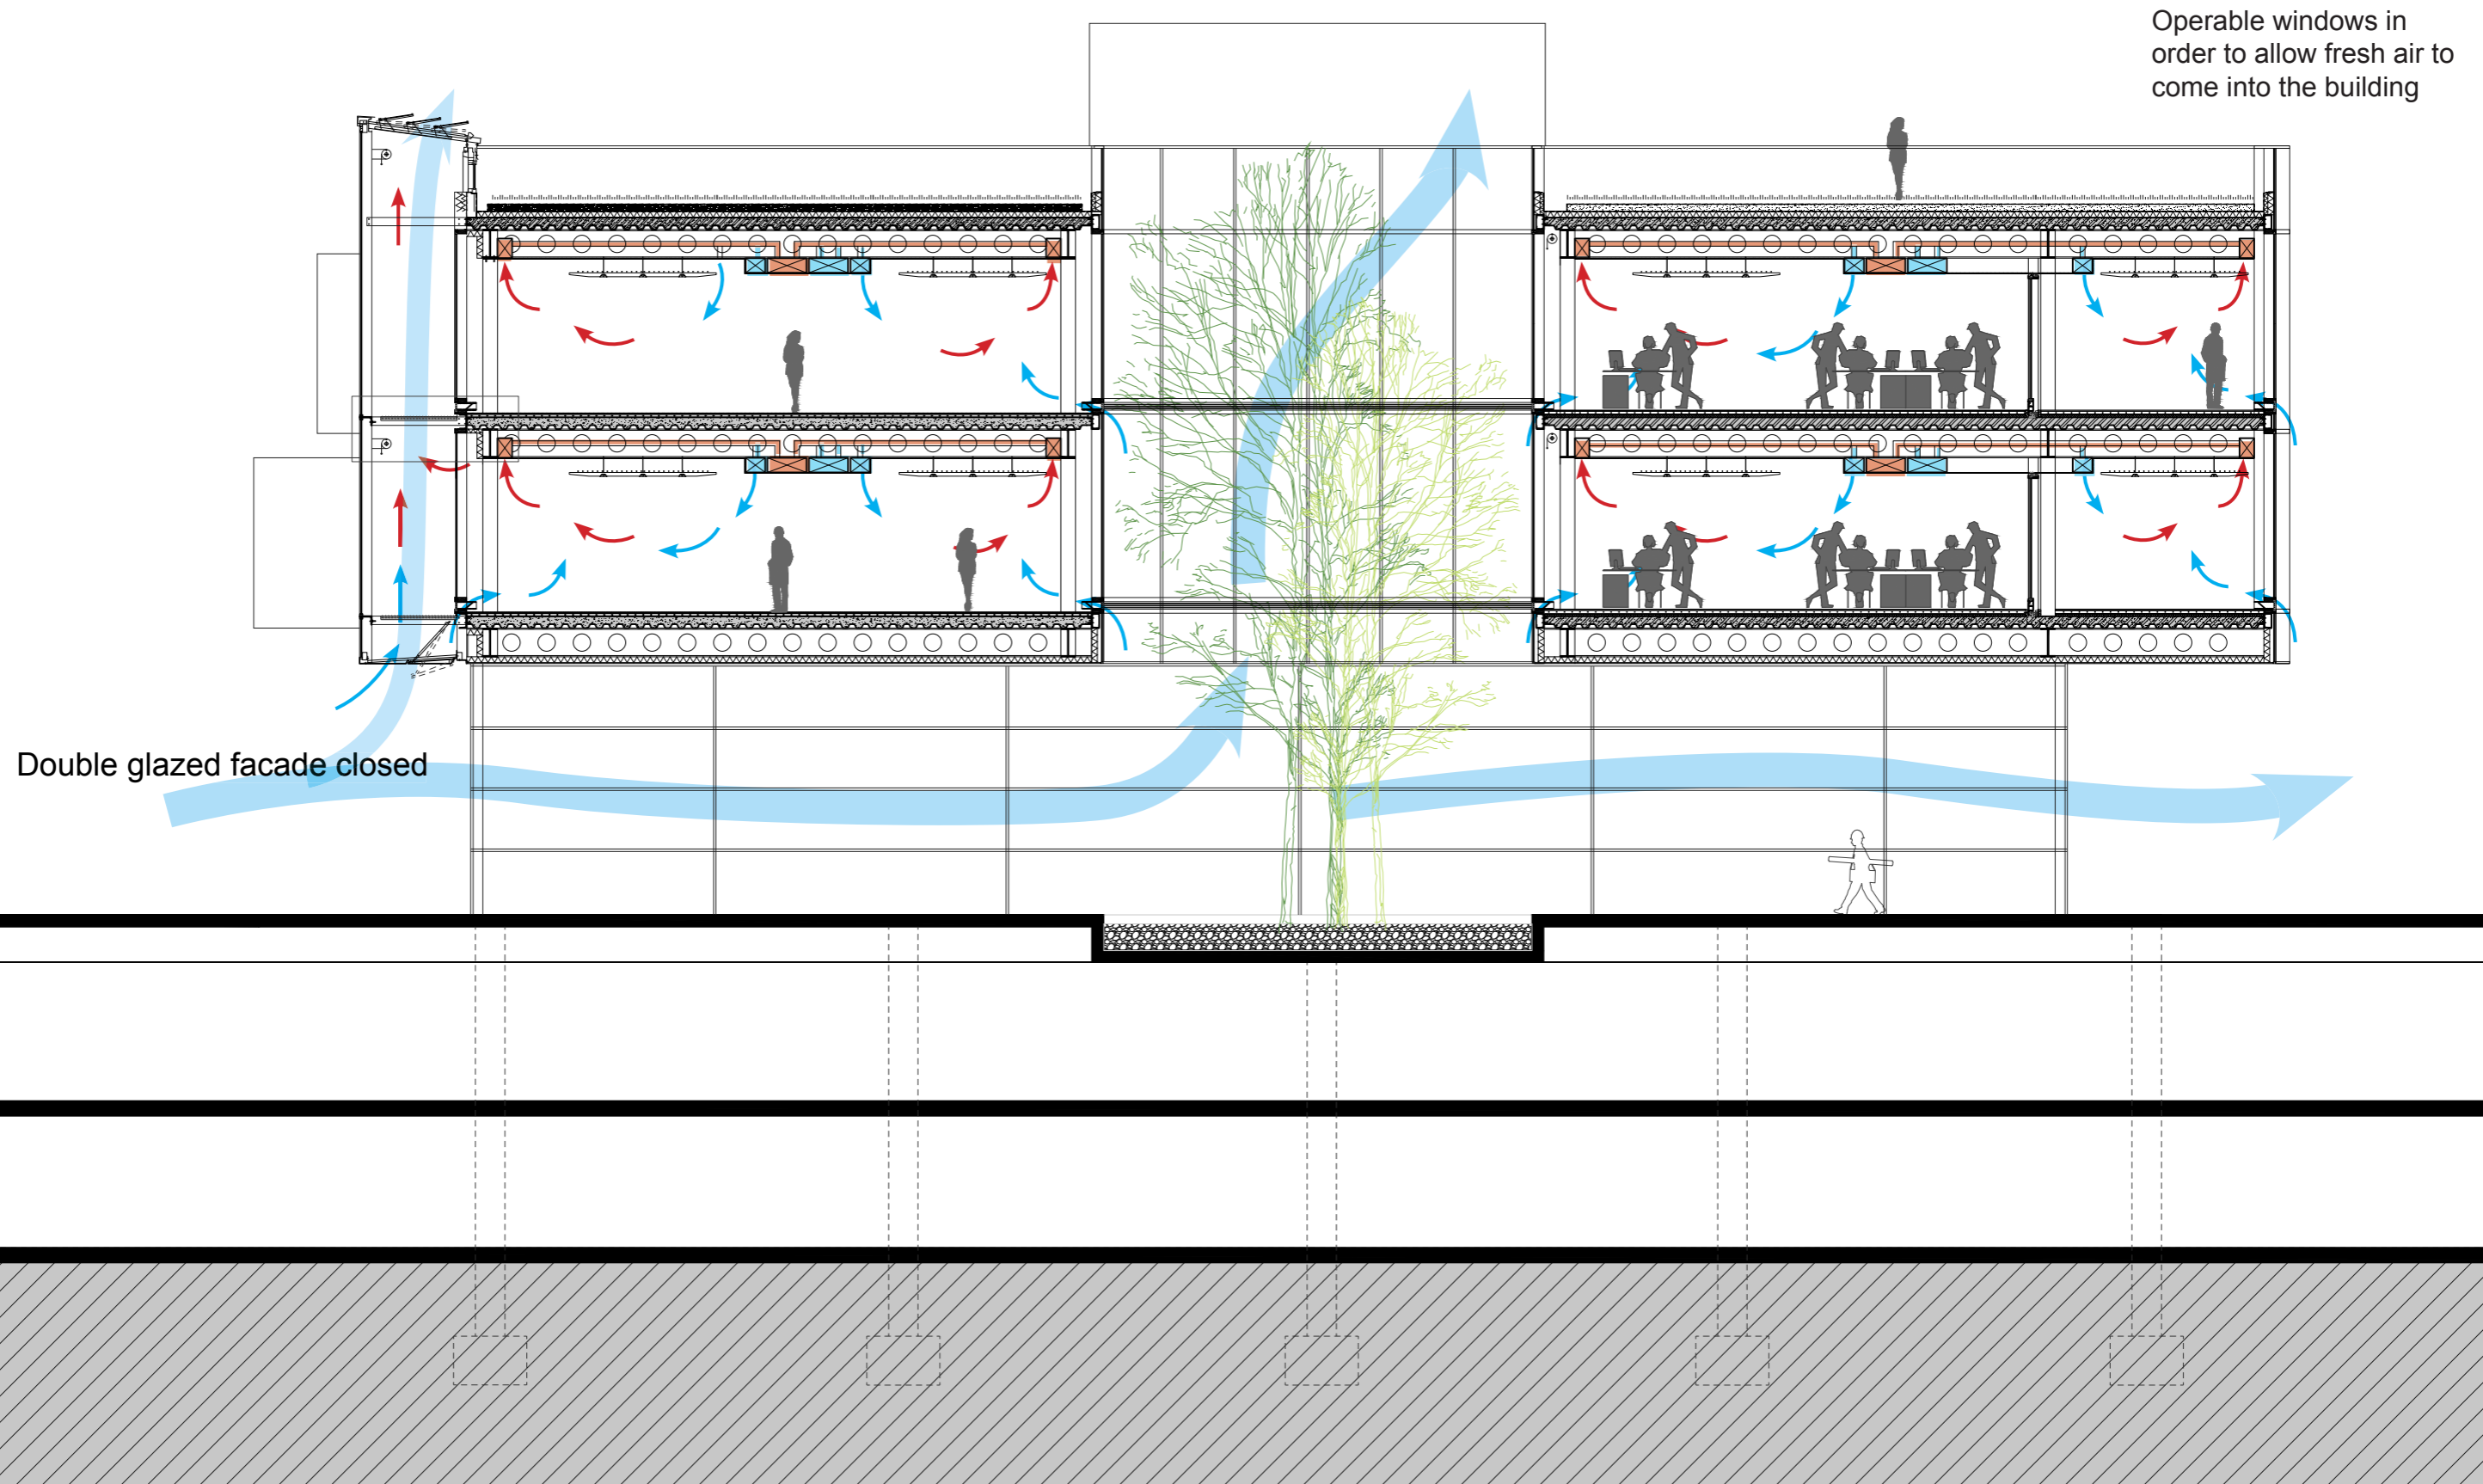 Operable windows in
order to allow fresh air to
come into the building
Double glazed facade closed